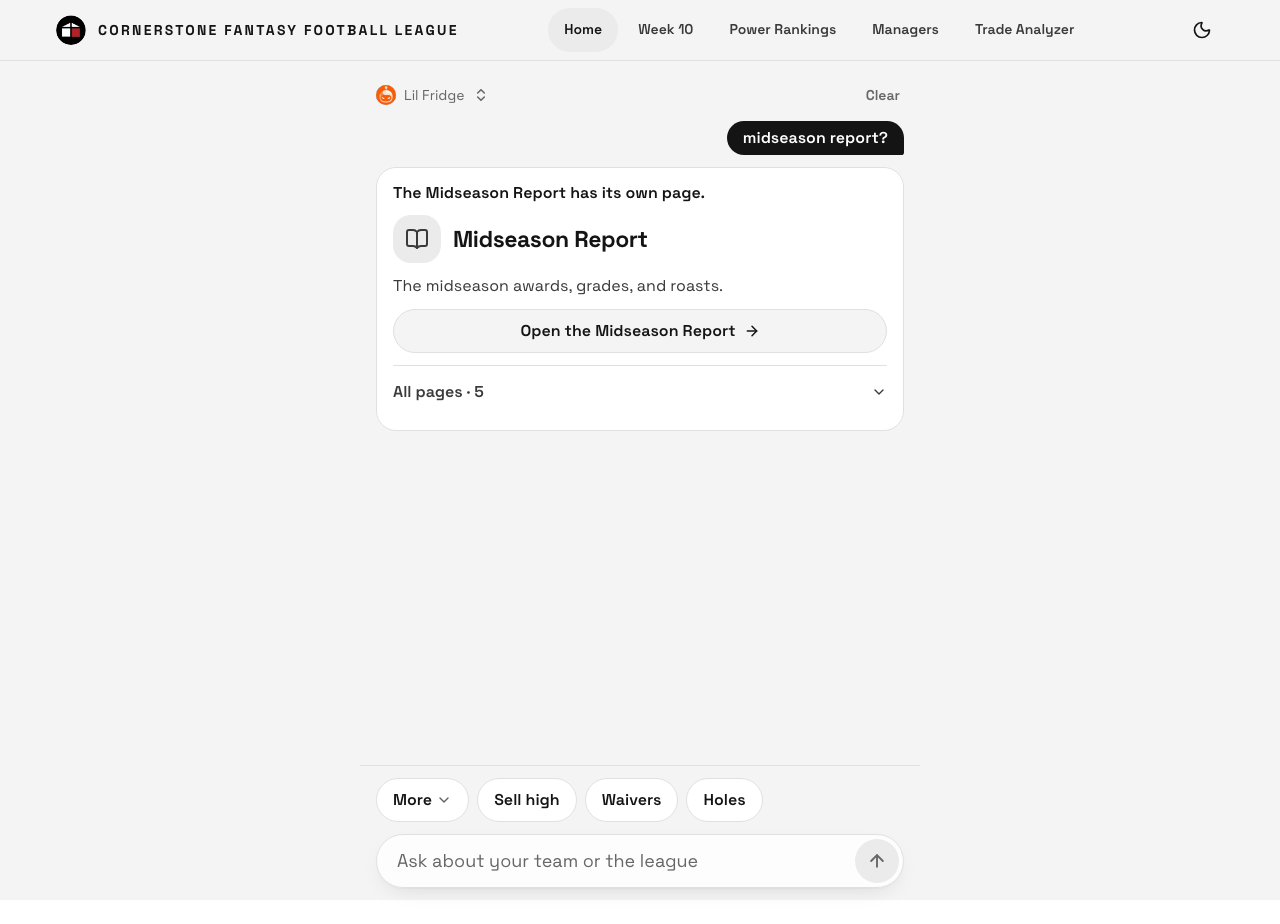 CORNERSTONE FANTASY FOOTBALL LEAGUE
Home
Week 10
Power Rankings
Managers
Trade Analyzer
Lil Fridge
Clear
midseason report?
The Midseason Report has its own page.
Midseason Report
The midseason awards, grades, and roasts.
Open the Midseason Report →
All pages · 5
More
Sell high
Waivers
Holes
Ask about your team or the league